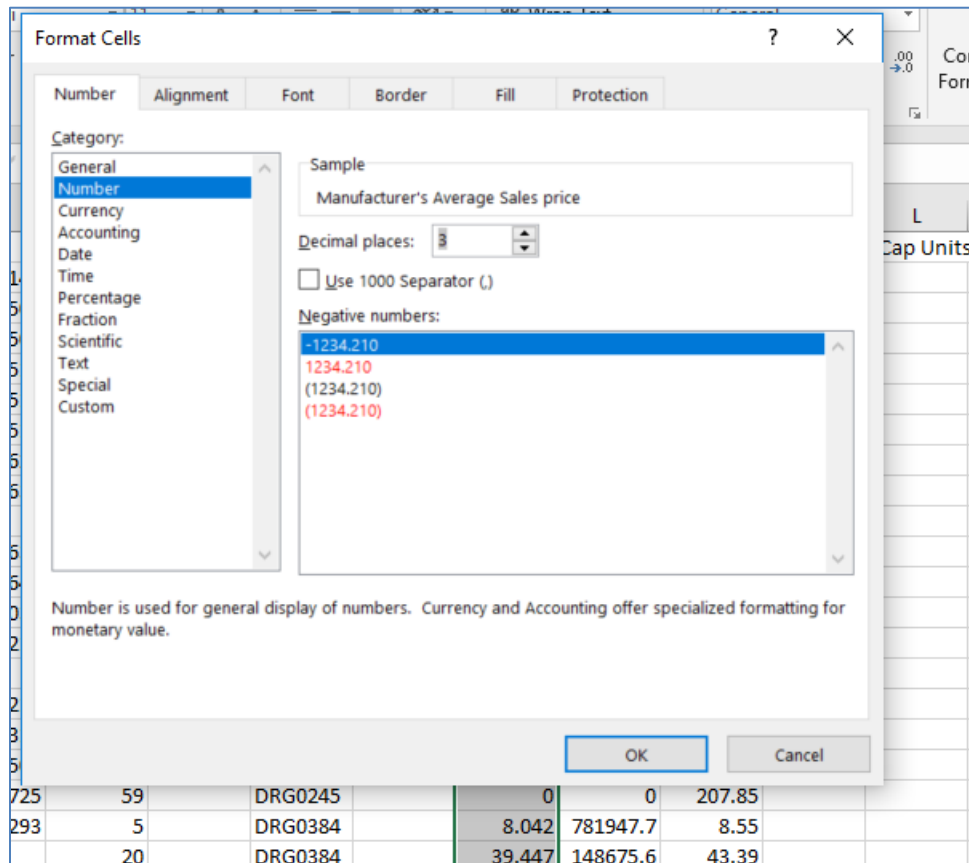 Format Cells ? X
Number Alignment Font Border Fill Protection
Category:
General
Number
Currency
Accounting
Date
Time
Percentage
Fraction
Scientific
Text
Special
Custom
Sample
Manufacturer's Average Sales price
Decimal places: 3
Use 1000 Separator (,)
Negative numbers:
-1234.210
1234.210
(1234.210)
(1234.210)
Number is used for general display of numbers. Currency and Accounting offer specialized formatting for
monetary value.
OK Cancel
.00
→.0
L
Cap Units
725 59 DRG0245 0 0 207.85
293 5 DRG0384 8.042 781947.7 8.55
20 DRG0384 39.447 148675.6 43.39